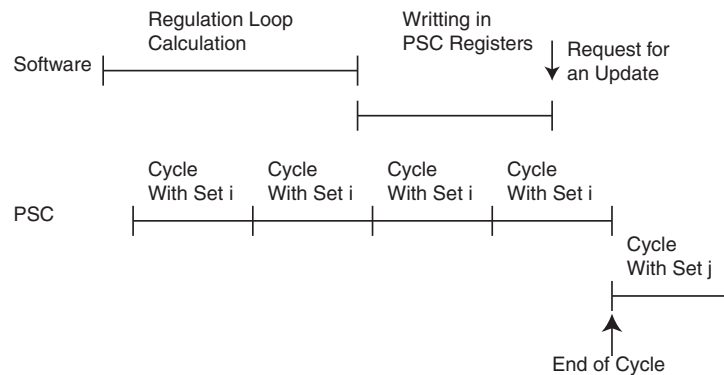 Regulation Loop
Calculation
Writting in
PSC Registers
Request for
an Update
Software
Cycle
With Set i
Cycle
With Set i
Cycle
With Set i
Cycle
With Set i
PSC
Cycle
With Set j
End of Cycle